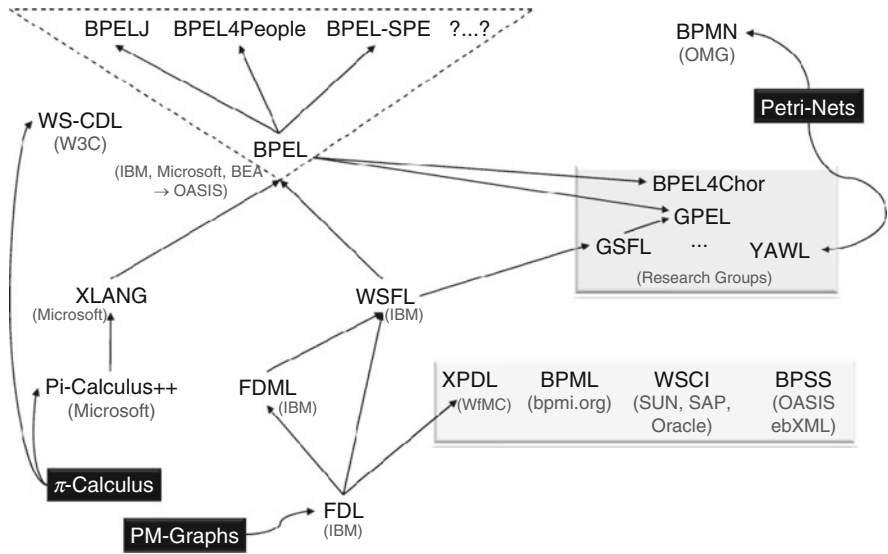 BPELJ BPEL4People BPEL-SPE ?...?
BPMN
(OMG)
Petri-Nets
WS-CDL
(W3C)
BPEL
(IBM, Microsoft, BEA
→ OASIS)
BPEL4Chor
GPEL
GSFL ... YAWL
(Research Groups)
XLANG
(Microsoft)
WSFL
(IBM)
Pi-Calculus++
(Microsoft)
FDML
(IBM)
XPDL
(WfMC)
BPML
(bpmi.org)
WSCI
(SUN, SAP,
Oracle)
BPSS
(OASIS
ebXML)
π-Calculus
FDL
(IBM)
PM-Graphs